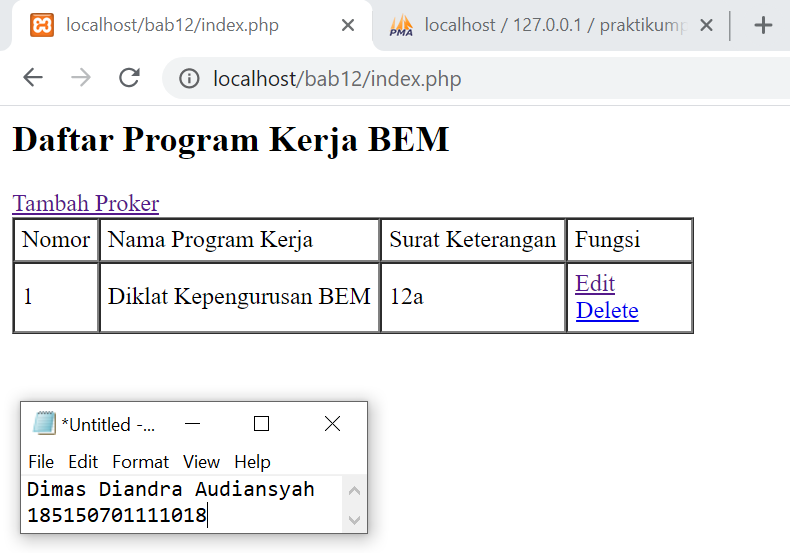 localhost/bab12/index.php
localhost / 127.0.0.1 / praktikump
localhost/bab12/index.php
Daftar Program Kerja BEM
Tambah Proker
Nomor Nama Program Kerja Surat Keterangan Fungsi
1 Diklat Kepengurusan BEM 12a Edit
Delete
*Untitled -...
File Edit Format View Help
Dimas Diandra Audiansyah
185150701111018